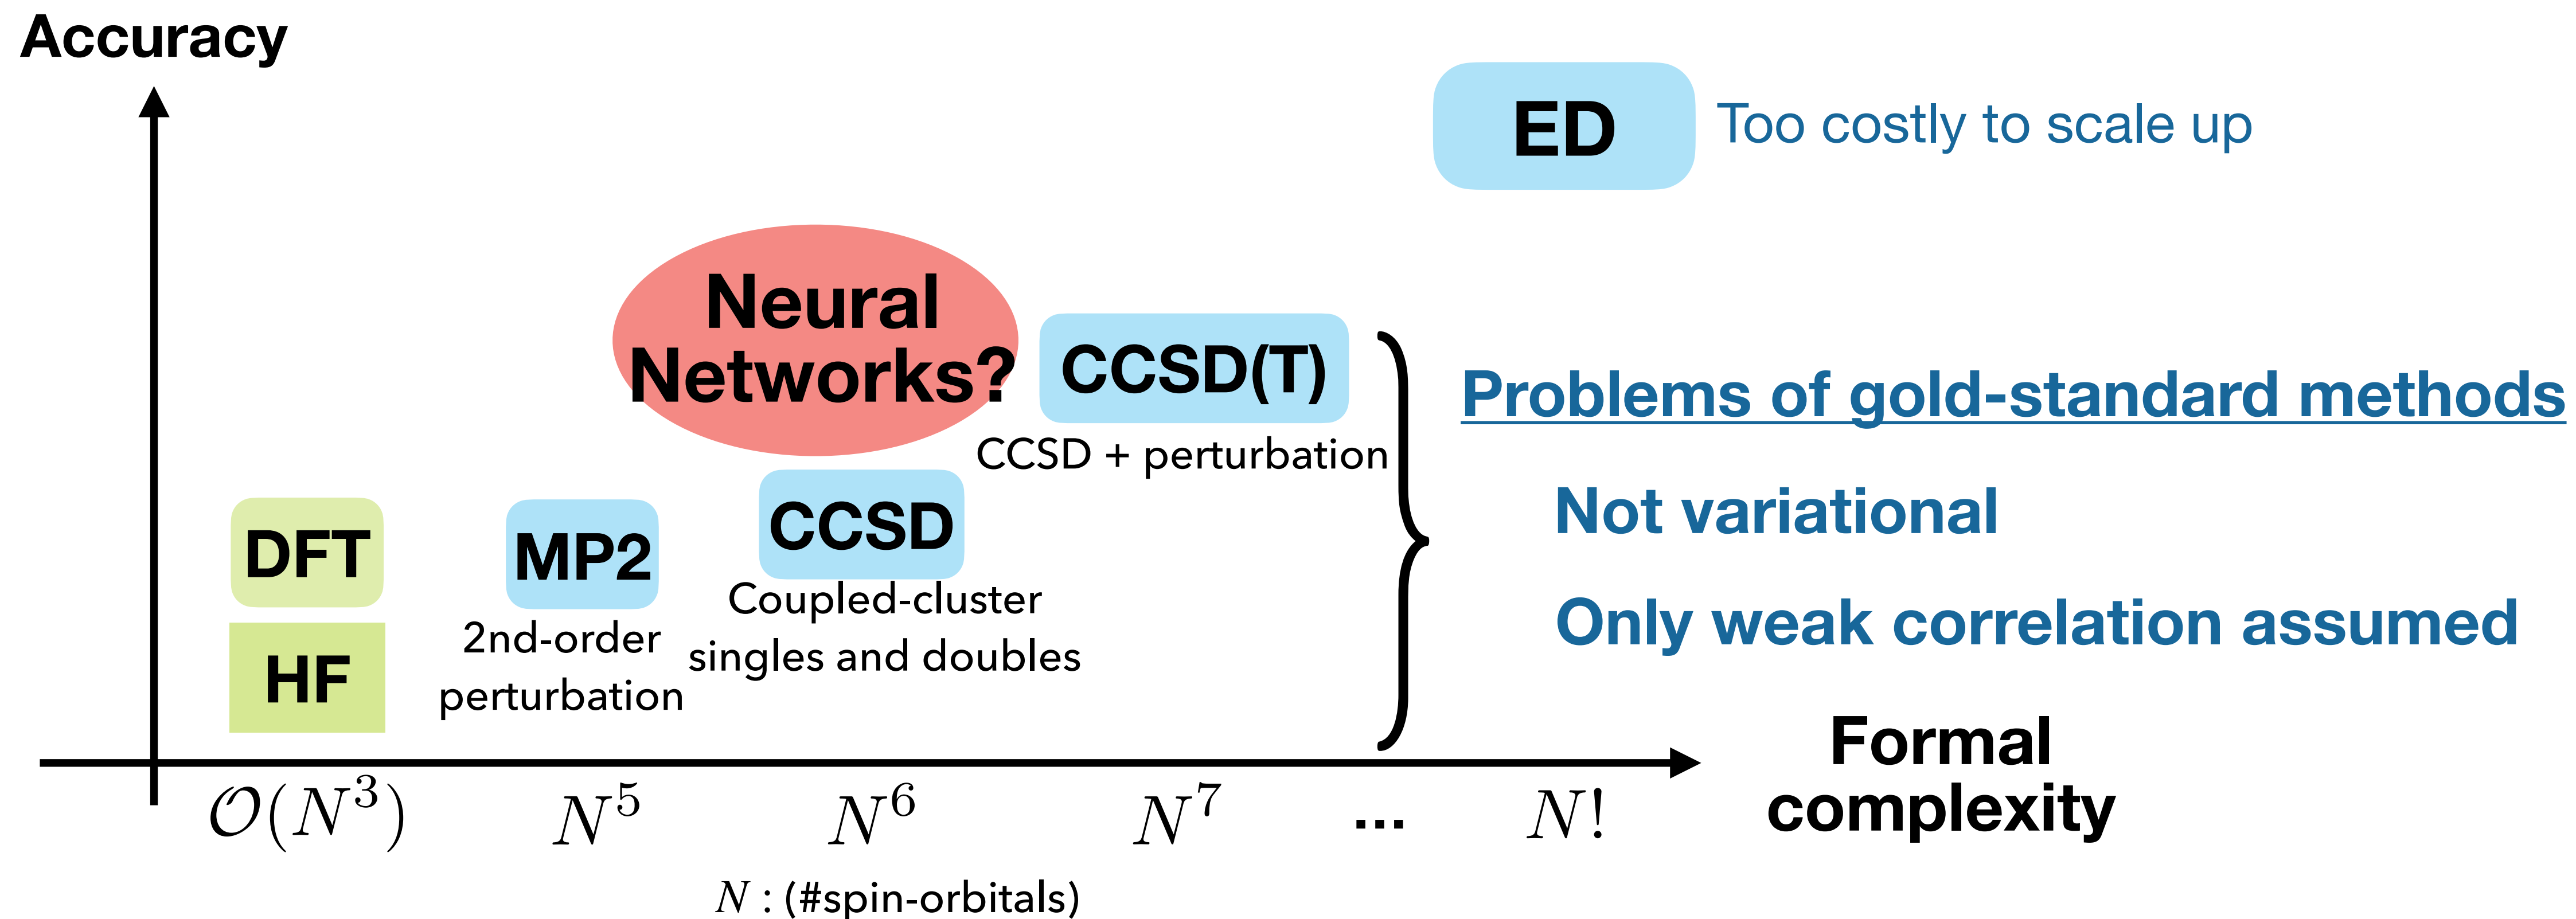 Accuracy
ED
Too costly to scale up
Neural
Networks?
CCSD(T)
CCSD + perturbation
Problems of gold-standard methods
Not variational
Only weak correlation assumed
DFT
HF
MP2
2nd-order
perturbation
CCSD
Coupled-cluster
singles and doubles
Formal
complexity
𝒪(N³)
N⁵
N⁶
N⁷
...
N!
N : (#spin-orbitals)